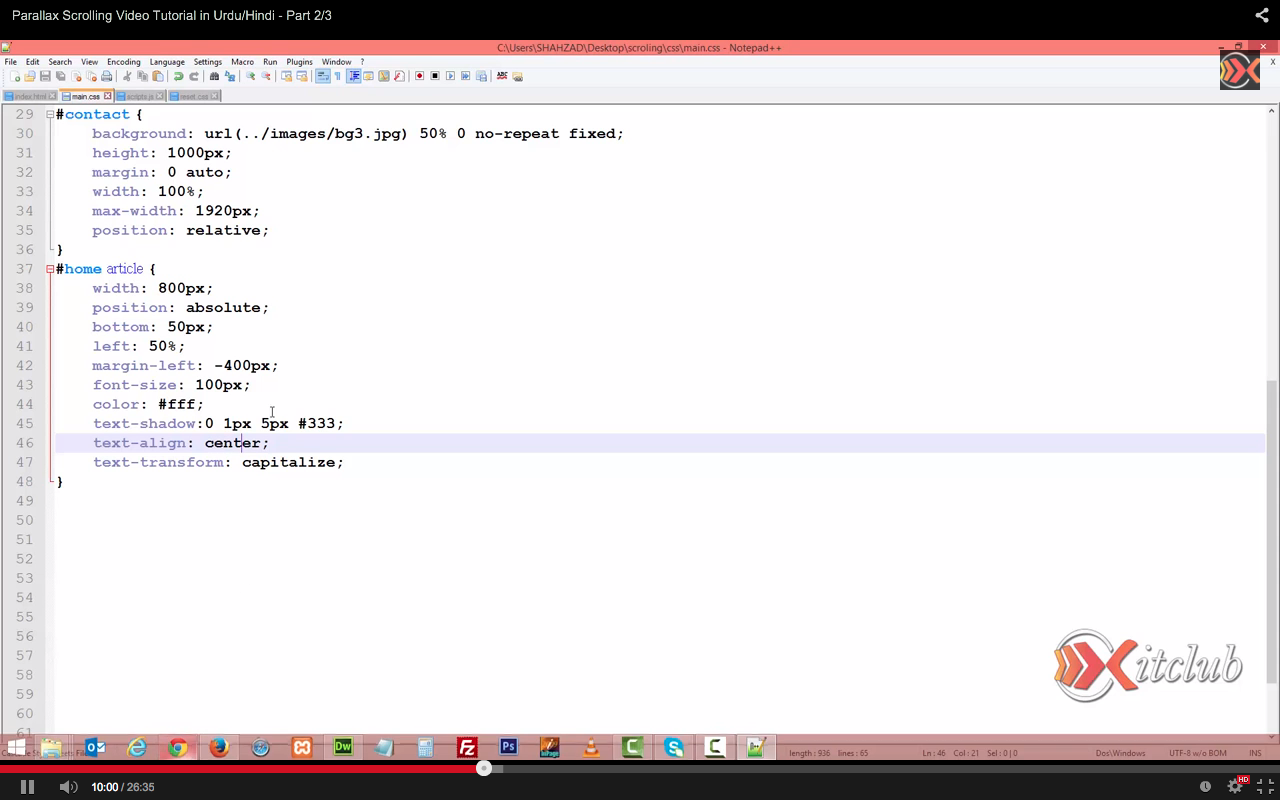 Parallax Scrolling Video Tutorial in Urdu/Hindi - Part 2/3
C:\Users\SHAHZAD\Desktop\scroling\css\main.css - Notepad++
File Edit Search View Encoding Language Settings Macro Run Plugins Window ? X
index.html main.css scripts.js reset.css
29 #contact {
30 background: url(../images/bg3.jpg) 50% 0 no-repeat fixed;
31 height: 1000px;
32 margin: 0 auto;
33 width: 100%;
34 max-width: 1920px;
35 position: relative;
36 }
37 #home article {
38 width: 800px;
39 position: absolute;
40 bottom: 50px;
41 left: 50%;
42 margin-left: -400px;
43 font-size: 100px;
44 color: #fff;
45 text-shadow:0 1px 5px #333;
46 text-align: center;
47 text-transform: capitalize;
48 }
49
50
51
52
53
54
55
56
57
58
59
60
61
Xitclub
length : 936 lines : 65 Ln : 46 Col : 21 Sel : 0 | 0 Dos\Windows UTF-8 w/o BOM INS
10:00 / 26:35 HD